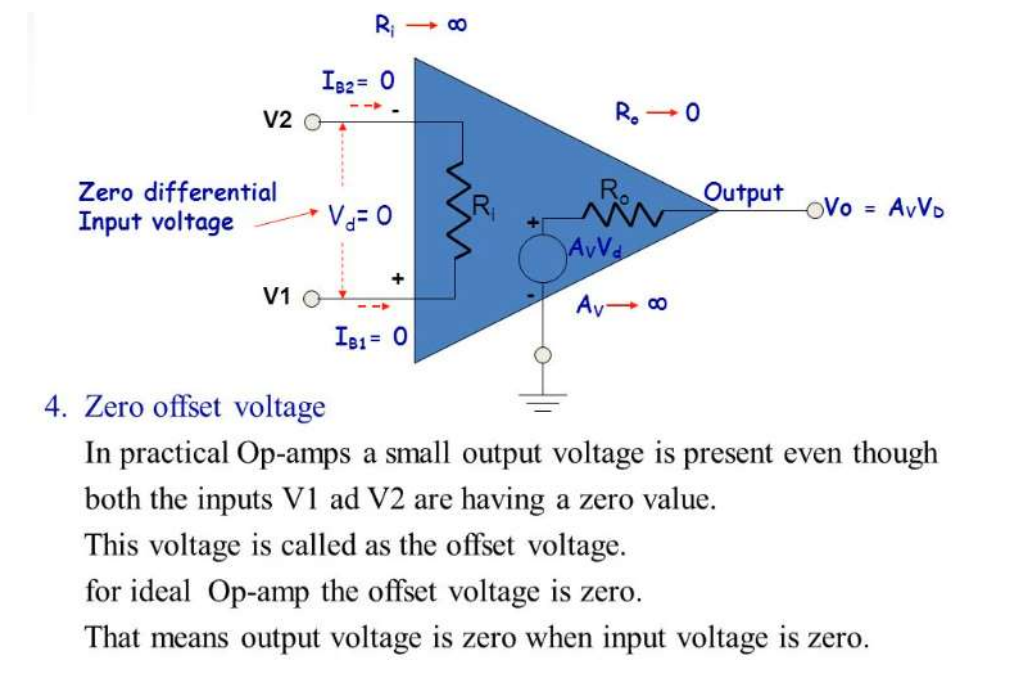 Rᵢ → ∞
I_B2 = 0
-
V2
Rₒ → 0
Zero differential
Input voltage
V_d = 0
Rᵢ
Rₒ
Output
Vo = AᵥV_D
+
AᵥV_d
+
V1
-
Aᵥ → ∞
I_B1 = 0
4. Zero offset voltage
In practical Op-amps a small output voltage is present even though
both the inputs V1 ad V2 are having a zero value.
This voltage is called as the offset voltage.
for ideal Op-amp the offset voltage is zero.
That means output voltage is zero when input voltage is zero.